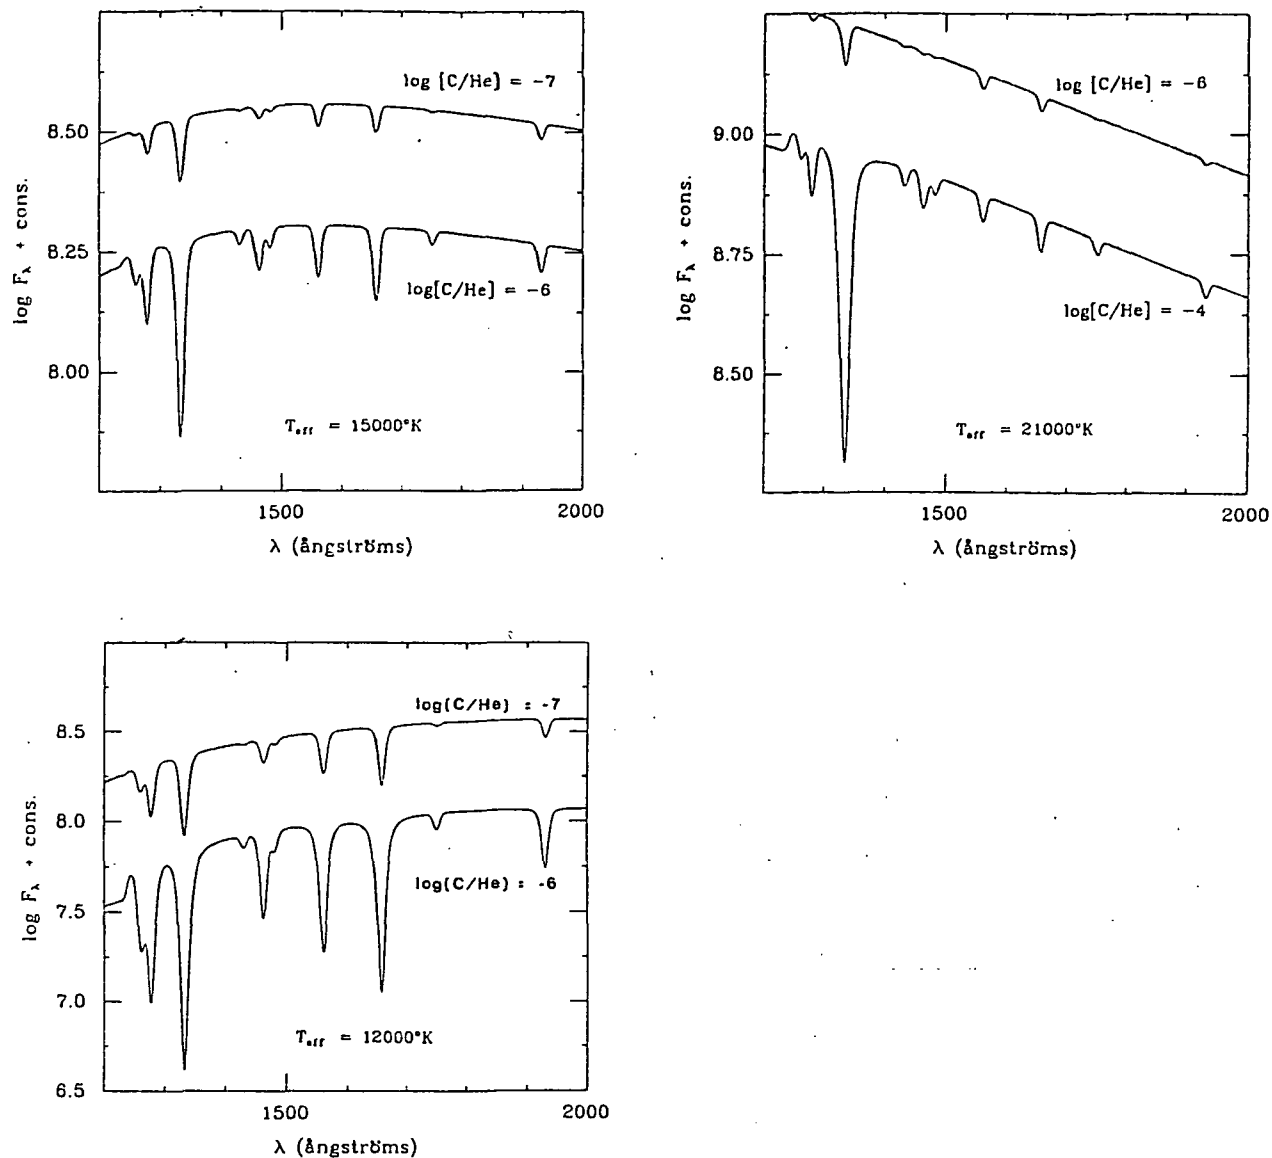 log [C/He] = -7
8.50
8.25
8.00
log[C/He] = -6
Teff = 15000°K
log Fλ + cons.
1500
2000
λ (ångströms)
log [C/He] = -6
9.00
8.75
8.50
log[C/He] = -4
Teff = 21000°K
log Fλ + cons.
1500
2000
λ (ångströms)
log(C/He) : -7
8.5
8.0
7.5
7.0
6.5
log(C/He) : -6
Teff = 12000°K
log Fλ + cons.
1500
2000
λ (ångströms)